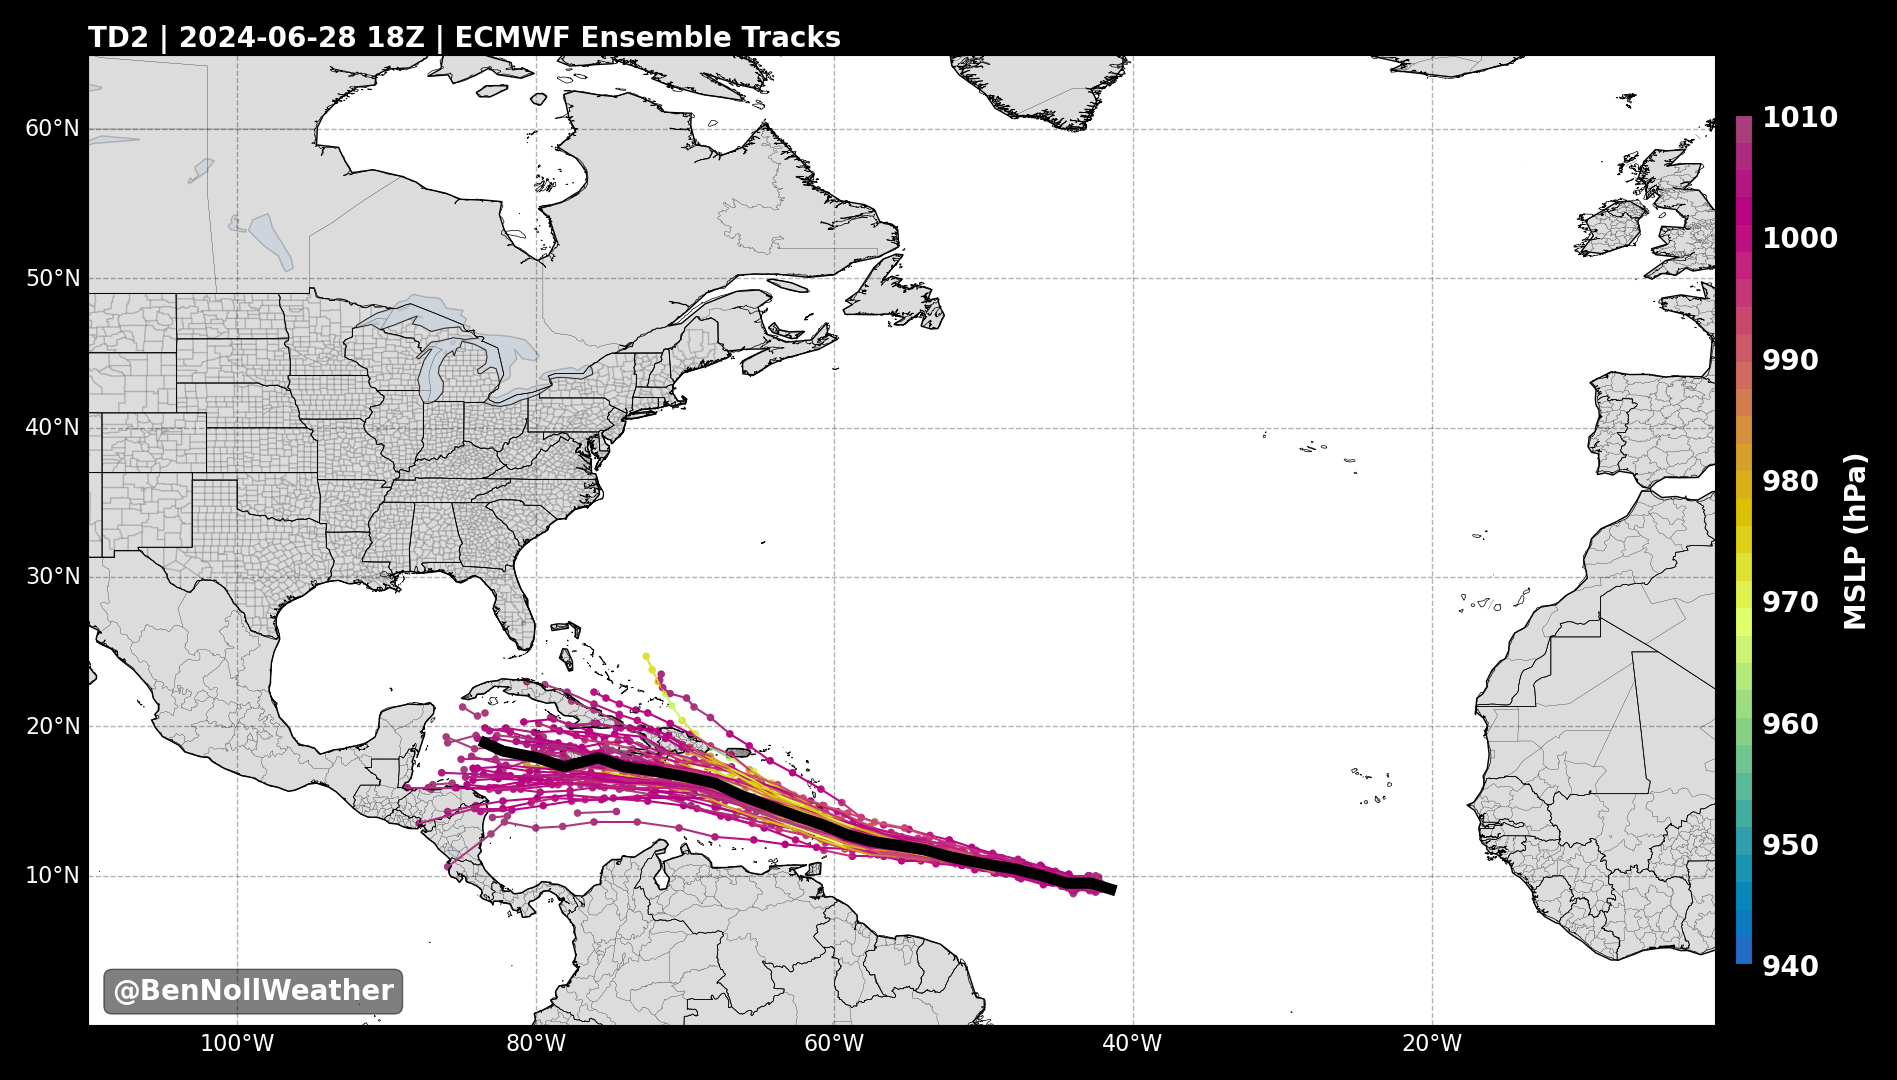 TD2 | 2024-06-28 18Z | ECMWF Ensemble Tracks
60°N
50°N
40°N
30°N
20°N
10°N
100°W
80°W
60°W
40°W
20°W
1010
1000
990
980
970
960
950
940
MSLP (hPa)
@BenNollWeather